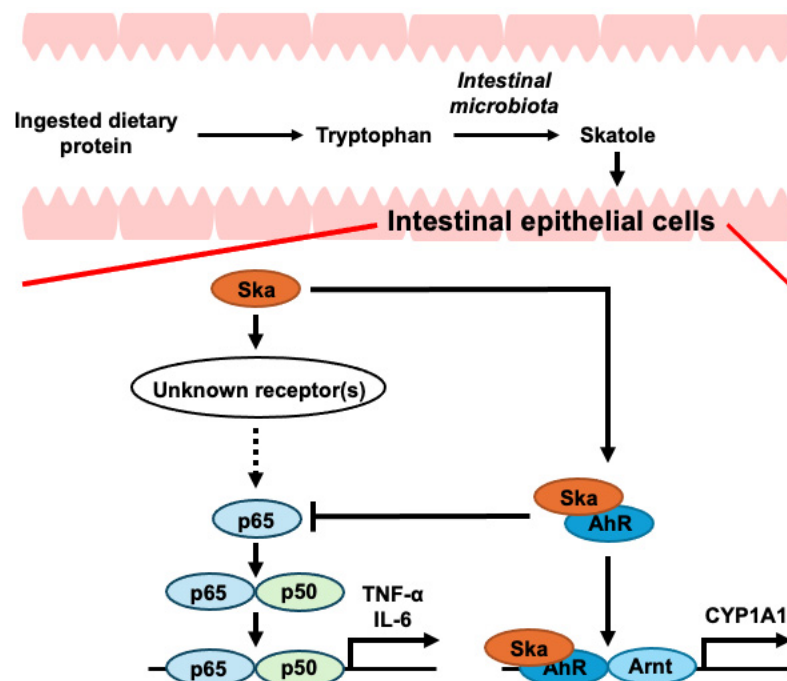 Intestinal
microbiota
Ingested dietary
protein
Tryptophan
Skatole
Intestinal epithelial cells
Ska
Unknown receptor(s)
Ska
p65
AhR
p65
p50
TNF-α
IL-6
CYP1A1
p65
p50
Ska
AhR
Arnt